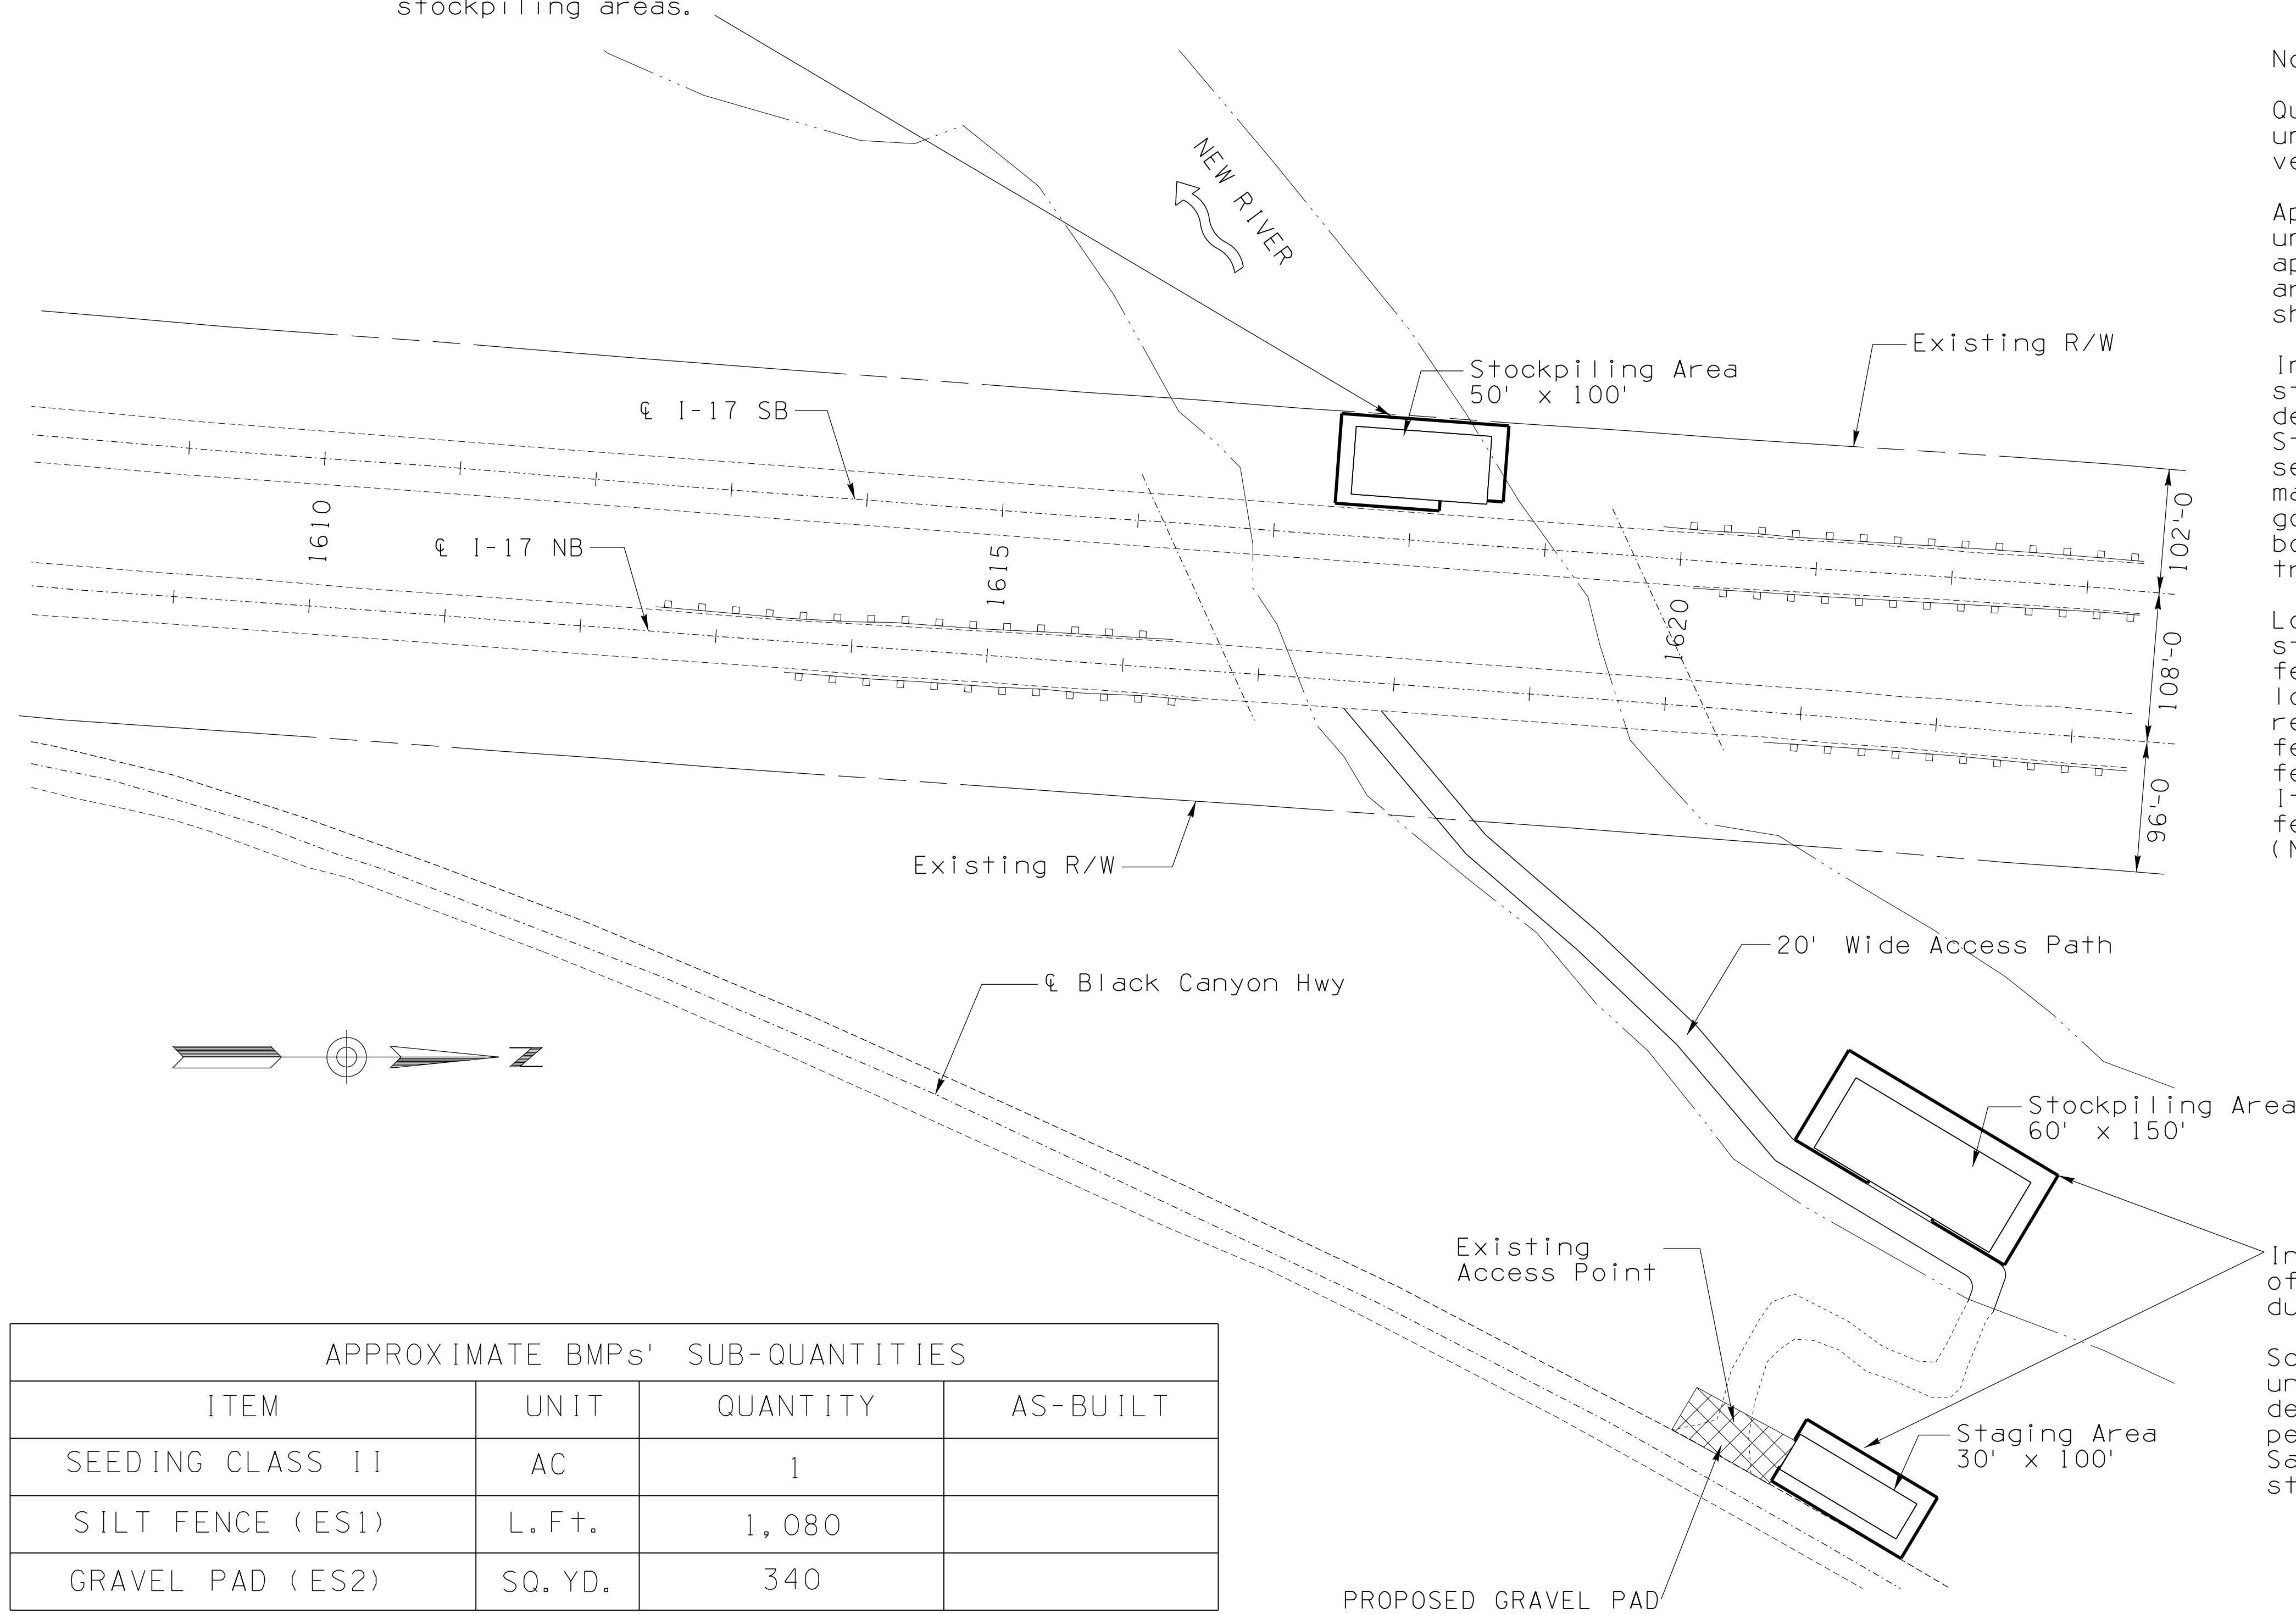 stockpiling areas.
NEW RIVER
Existing R/W
Stockpiling Area
50' x 100'
℄ I-17 SB
℄ I-17 NB
1610
1615
1620
102'-0
108'-0
96'-0
Existing R/W
20' Wide Access Path
℄ Black Canyon Hwy
N
Stockpiling Area
60' x 150'
Existing
Access Point
Staging Area
30' x 100'
PROPOSED GRAVEL PAD
APPROXIMATE BMPs' SUB-QUANTITIES
ITEM UNIT QUANTITY AS-BUILT
SEEDING CLASS II AC 1
SILT FENCE (ES1) L.Ft. 1,080
GRAVEL PAD (ES2) SQ.YD. 340